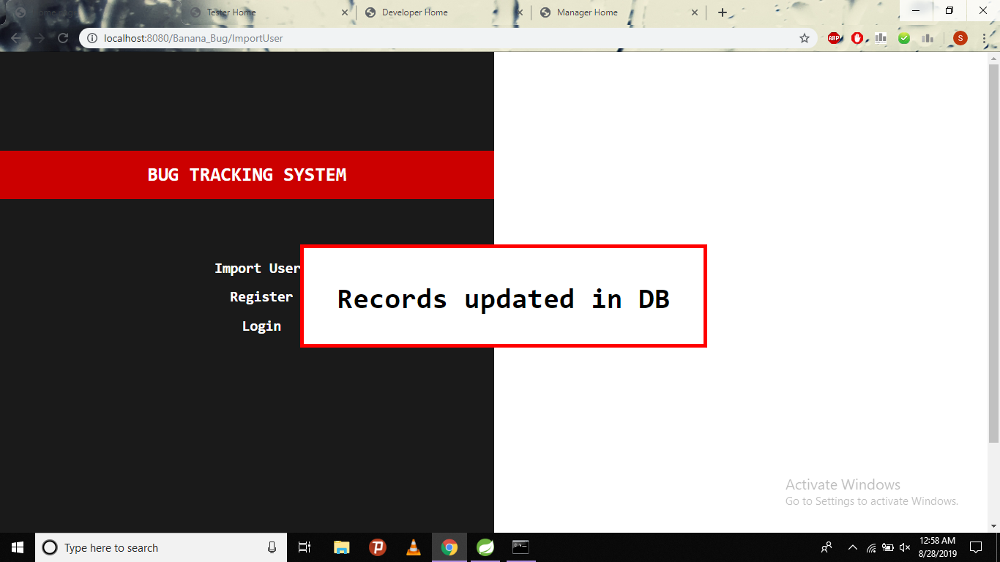 Tester Home
Developer Home
Manager Home
localhost:8080/Banana_Bug/ImportUser
ABP
S
BUG TRACKING SYSTEM
Import User
Register
Login
Records updated in DB
Activate Windows
Go to Settings to activate Windows.
Type here to search
12:58 AM
8/28/2019